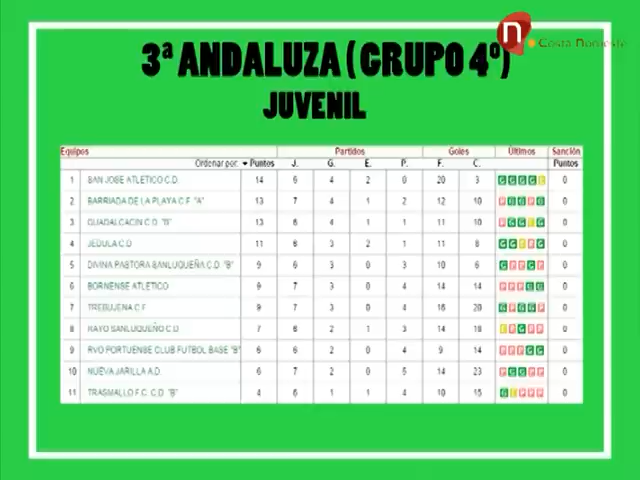 n Costa Noroeste
3ª ANDALUZA (GRUPO 4º)
JUVENIL
Equipos Partidos Goles Últimos Sanción
Ordenar por: Puntos J. G. E. P. F. C. Puntos
1 SAN JOSE ATLETICO C.D. 14 6 4 2 0 20 3 G G G G E 0
2 BARRIADA DE LA PLAYA C.F. "A" 13 7 4 1 2 12 10 P G G P G 0
3 GUADALCACIN C.D. "B" 13 6 4 1 1 11 10 P G G E G 0
4 JEDULA C.D. 11 6 3 2 1 11 8 G G E P G 0
5 DIVINA PASTORA SANLUQUEÑA C.D. "B" 9 6 3 0 3 10 6 G P P G P 0
6 BORNENSE ATLETICO 9 7 3 0 4 14 14 P P P G G 0
7 TREBUJENA C.F. 9 7 3 0 4 16 20 G P G G P 0
8 RAYO SANLUQUEÑO C.D. 7 6 2 1 3 14 18 E P G P P 0
9 RVO PORTUENSE CLUB FUTBOL BASE "B" 6 6 2 0 4 9 14 P P P G G 0
10 NUEVA JARILLA A.D. 6 7 2 0 5 14 23 P G G P P 0
11 TRASMALLO F.C. C.D. "B" 4 6 1 1 4 10 15 G E P P P 0